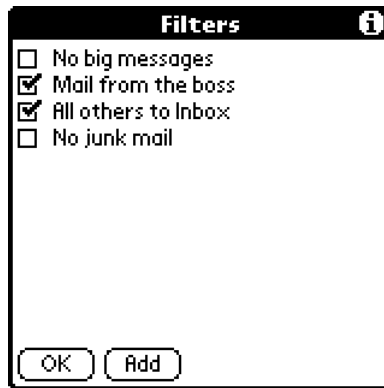 Filters i
No big messages
Mail from the boss
All others to Inbox
No junk mail
OK Add